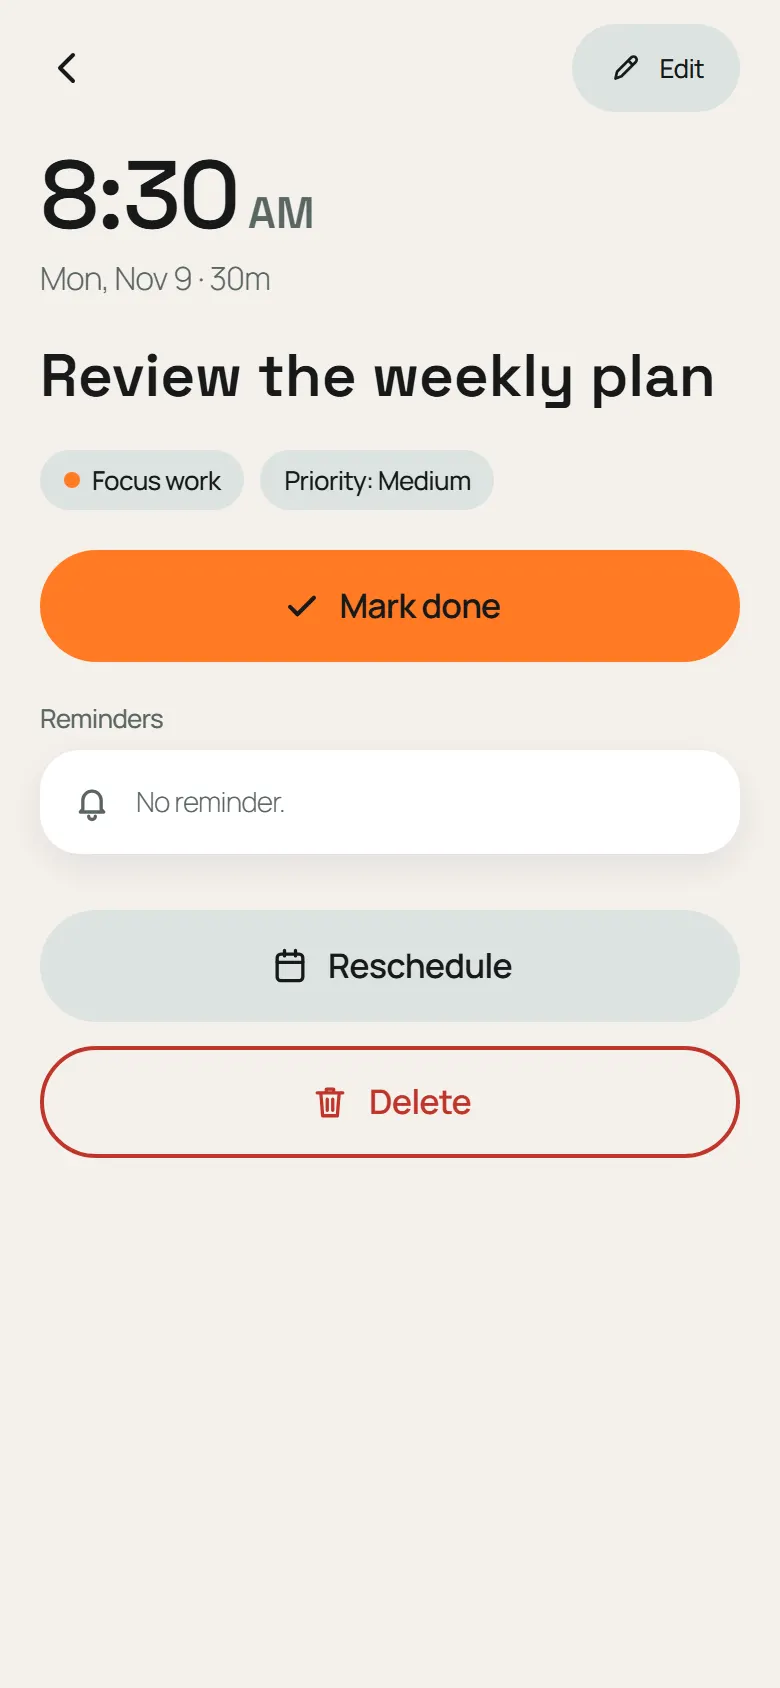 Edit
8:30 AM
Mon, Nov 9 · 30m
Review the weekly plan
Focus work
Priority: Medium
Mark done
Reminders
No reminder.
Reschedule
Delete